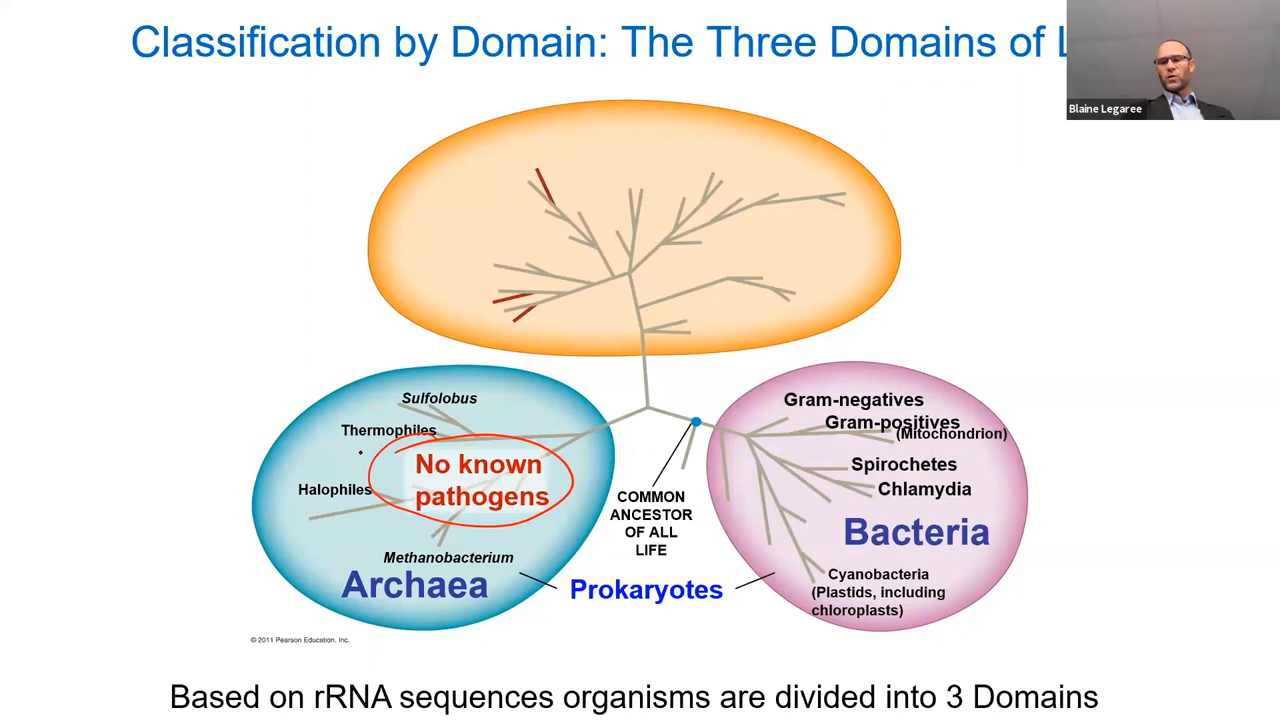 Classification by Domain: The Three Domains of L
Blaine Legaree
Sulfolobus
Thermophiles
No known
pathogens
Halophiles
Methanobacterium
Archaea
COMMON
ANCESTOR
OF ALL
LIFE
Prokaryotes
Gram-negatives
Gram-positives
(Mitochondrion)
Spirochetes
Chlamydia
Bacteria
Cyanobacteria
(Plastids, including
chloroplasts)
© 2011 Pearson Education, Inc.
Based on rRNA sequences organisms are divided into 3 Domains